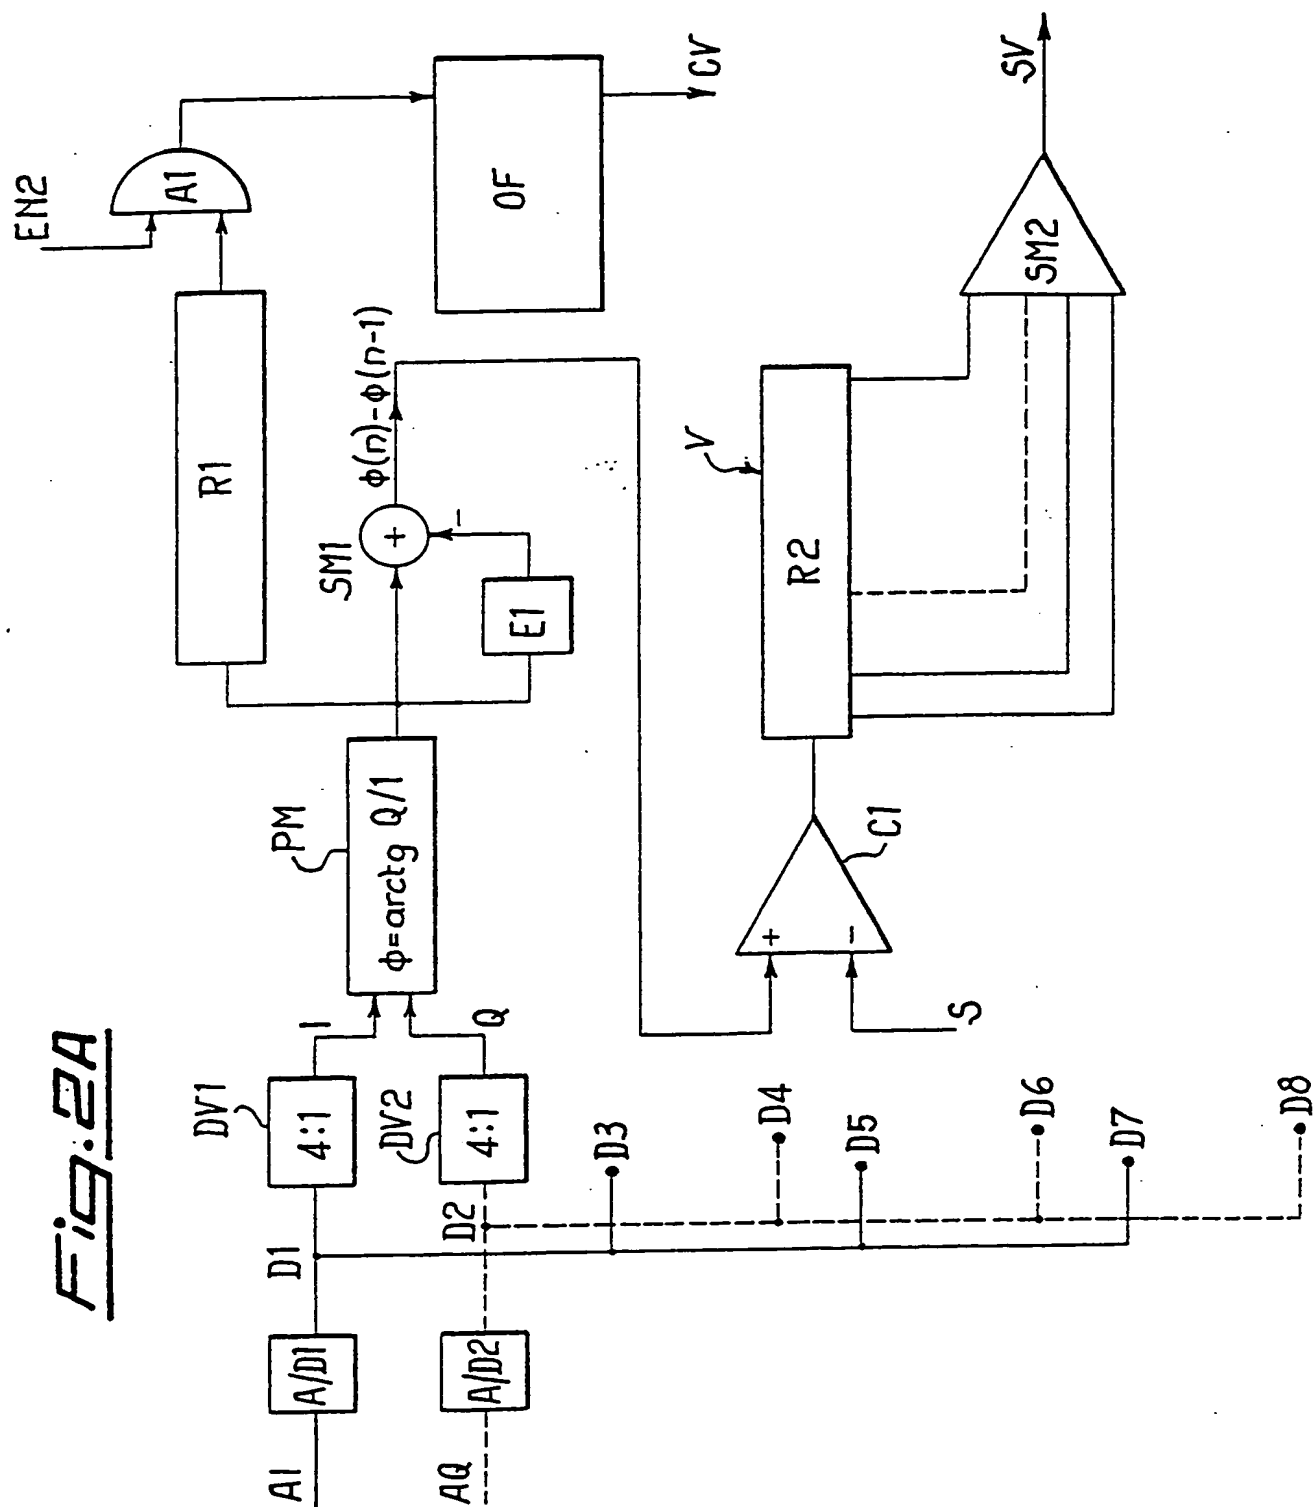 Fig.2A
AI
A/D1
D1
DV1
4:1
I
AQ
A/D2
D2
DV2
4:1
Q
PM
ϕ=arctg Q/1
R1
EN2
A1
OF
CV
SM1
+
−
ϕ(n)−ϕ(n−1)
E1
D3
D4
D5
D6
D7
D8
S
+
−
C1
R2
V
SM2
SV